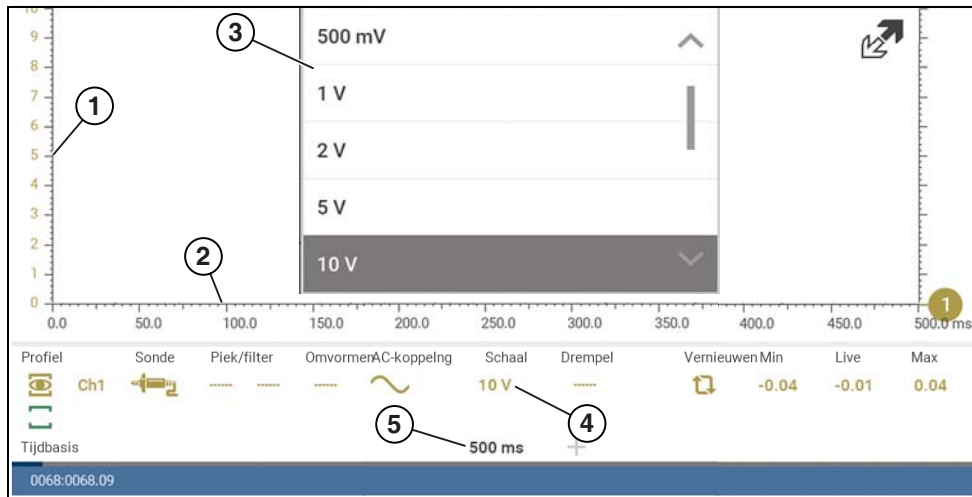 10
9
8
7
6
5
4
3
2
1
0
1
2
3
4
5
500 mV
1 V
2 V
5 V
10 V
1
0.0 50.0 100.0 150.0 200.0 250.0 300.0 350.0 400.0 450.0 500.0 ms
Profiel Sonde Piek/filter Omvormen AC-koppelng Schaal Drempel Vernieuwen Min Live Max
Ch1 ----- ----- ----- 10 V ----- -0.04 -0.01 0.04
Tijdbasis 500 ms +
0068:0068.09